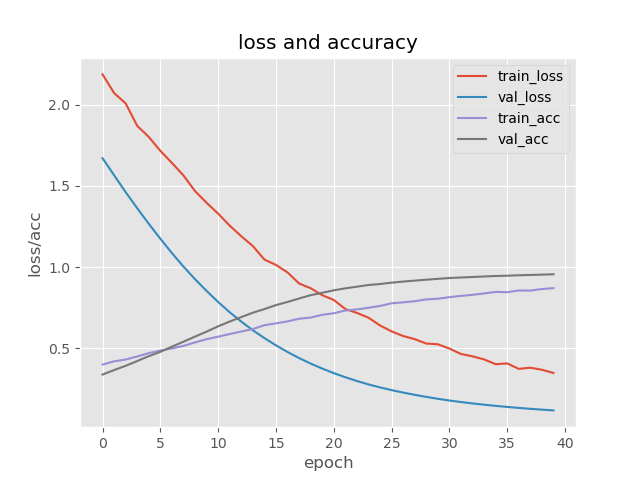 loss and accuracy
train_loss
val_loss
train_acc
val_acc
2.0
1.5
1.0
0.5
loss/acc
0 5 10 15 20 25 30 35 40
epoch